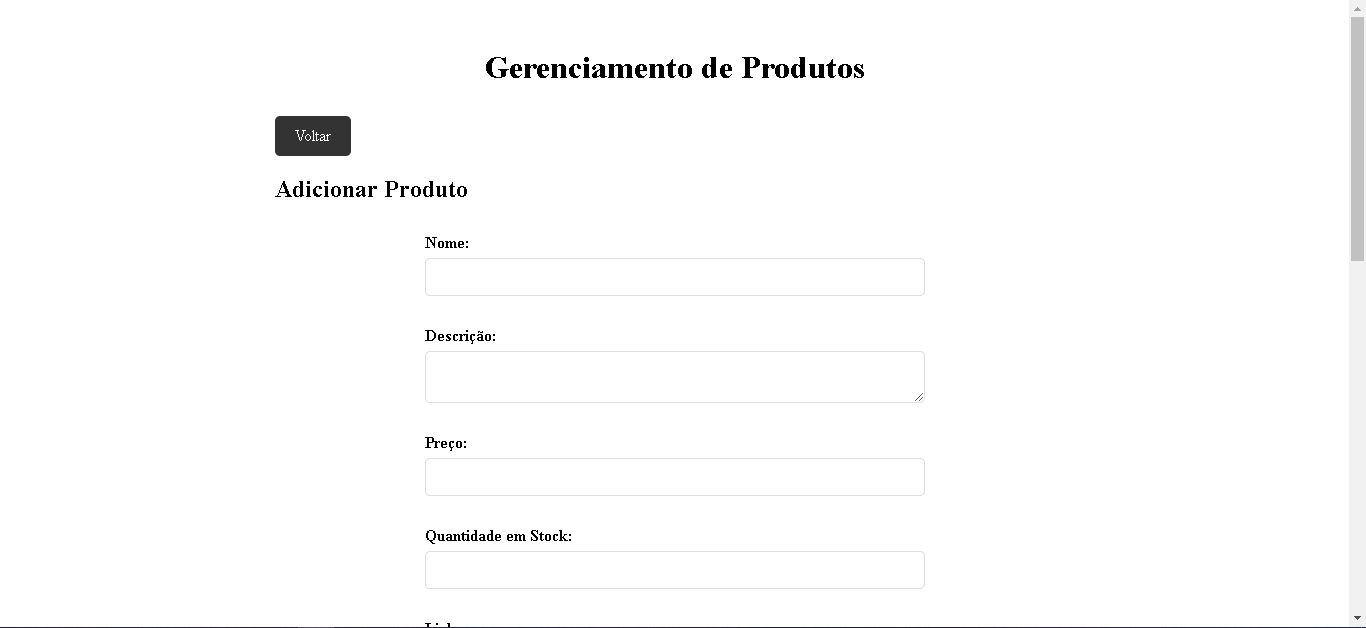 Gerenciamento de Produtos
Voltar
Adicionar Produto
Nome:
Descrição:
Preço:
Quantidade em Stock: